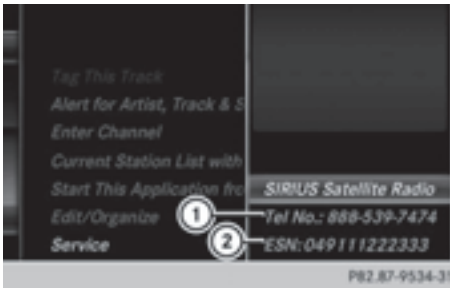 Tag This Track
Alert for Artist, Track & S
Enter Channel
Current Station List with
Start This Application fro
Edit/Organize
Service
SIRIUS Satellite Radio
1
Tel No.: 888-539-7474
2
ESN:049111222333
P82.87-9534-31